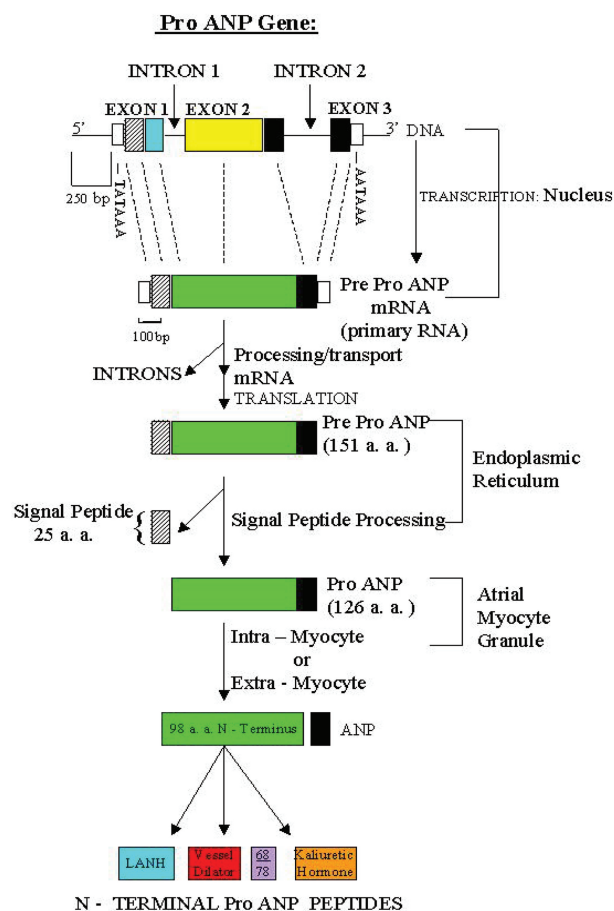 Pro ANP Gene:
INTRON 1
INTRON 2
EXON 1
EXON 2
EXON 3
5'
3'
DNA
250 bp
TATAAA
AATAAA
TRANSCRIPTION: Nucleus
Pre Pro ANP
mRNA
(primary RNA)
100bp
Processing/transport
INTRONS
mRNA
TRANSLATION
Pre Pro ANP
(151 a. a. )
Endoplasmic
Reticulum
Signal Peptide
25 a. a.
{
Signal Peptide Processing
Pro ANP
(126 a. a. )
Atrial
Myocyte
Granule
Intra – Myocyte
or
Extra - Myocyte
98 a. a. N - Terminus
ANP
LANH
Vessel
Dilator
68
78
Kaliuretic
Hormone
N - TERMINAL Pro ANP PEPTIDES